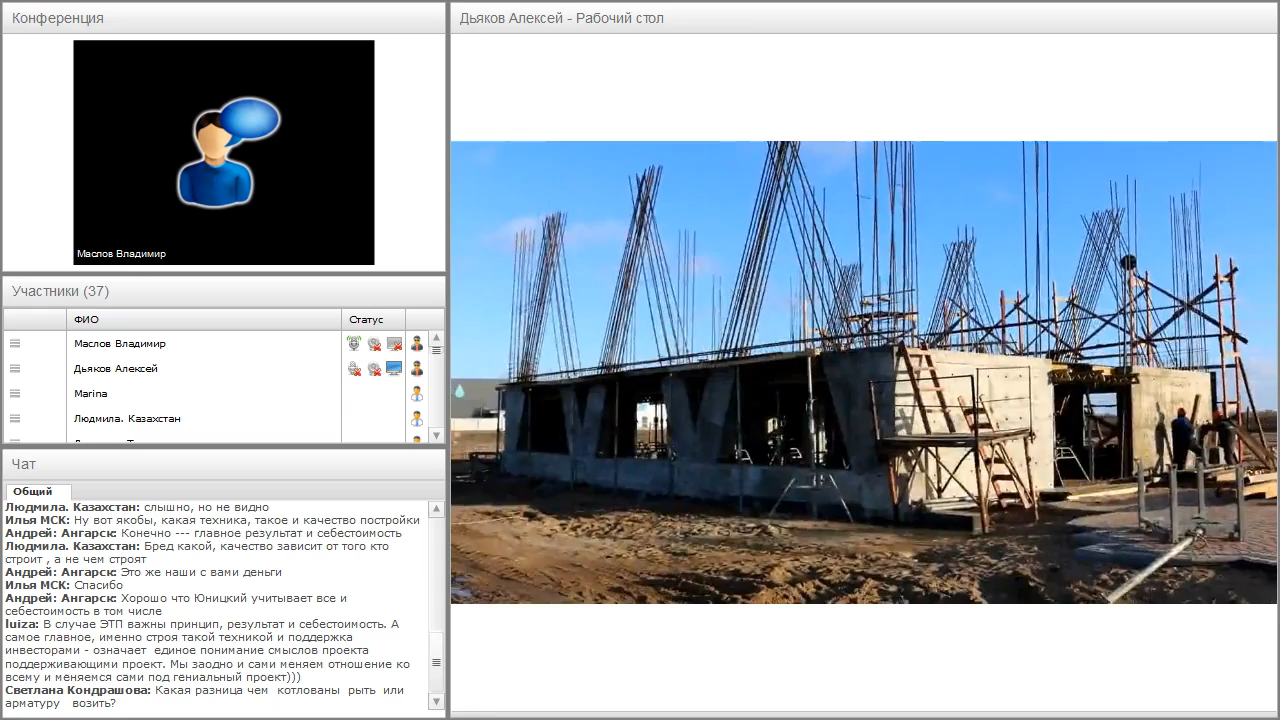 Конференция
Маслов Владимир
Участники (37)
ФИО
Статус
Маслов Владимир
Дьяков Алексей
Marina
Людмила. Казахстан
Чат
Общий
Людмила. Казахстан: слышно, но не видно
Илья МСК: Ну вот якобы, какая техника, такое и качество постройки
Андрей: Ангарск: Конечно --- главное результат и себестоимость
Людмила. Казахстан: Бред какой, качество зависит от того кто
строит , а не чем строят
Андрей: Ангарск: Это же наши с вами деньги
Илья МСК: Спасибо
Андрей: Ангарск: Хорошо что Юницкий учитывает все и
себестоимость в том числе
luiza: В случае ЭТП важны принцип, результат и себестоимость. А
самое главное, именно строя такой техникой и поддержка
инвесторами - означает единое понимание смыслов проекта
поддерживающими проект. Мы заодно и сами меняем отношение ко
всему и меняемся сами под гениальный проект)))
Светлана Кондрашова: Какая разница чем котлованы рыть или
арматуру возить?
Дьяков Алексей - Рабочий стол